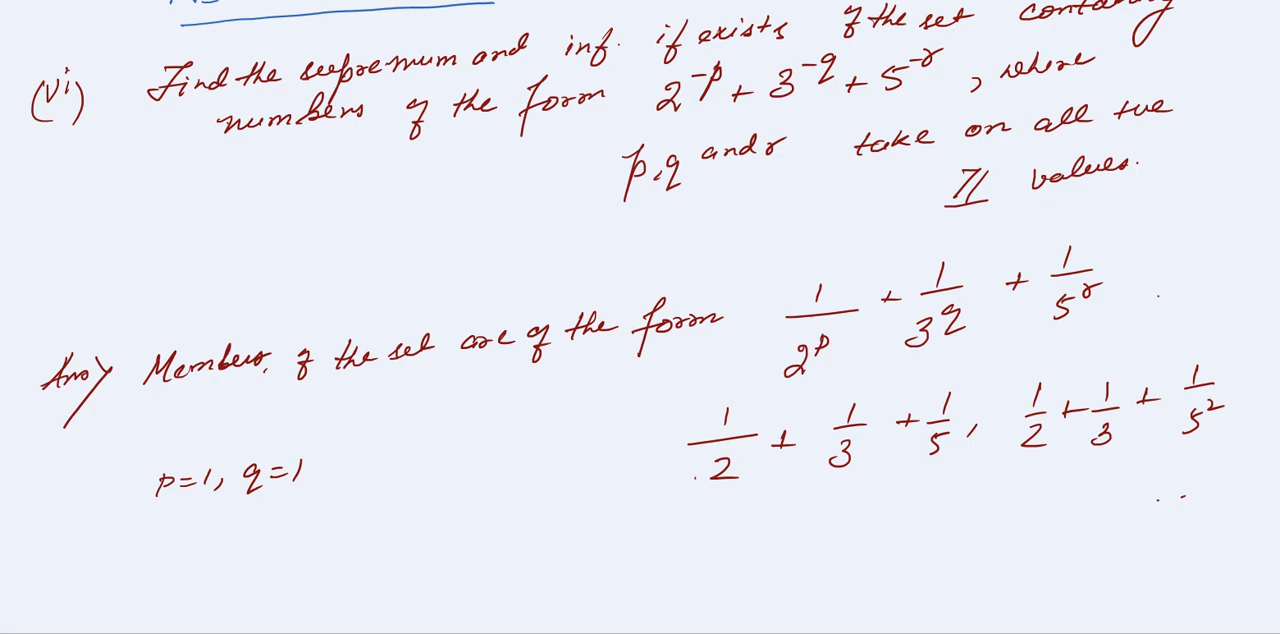 (vi) Find the supremum and inf. if exists of the set containing
numbers of the form 2^-p + 3^-q + 5^-r, where
p, q and r take on all +ve
Z values.
Ans) Members of the set are of the form 1/2^p + 1/3^q + 1/5^r
p=1, q=1 1/2 + 1/3 + 1/5, 1/2 + 1/3 + 1/5^2
...